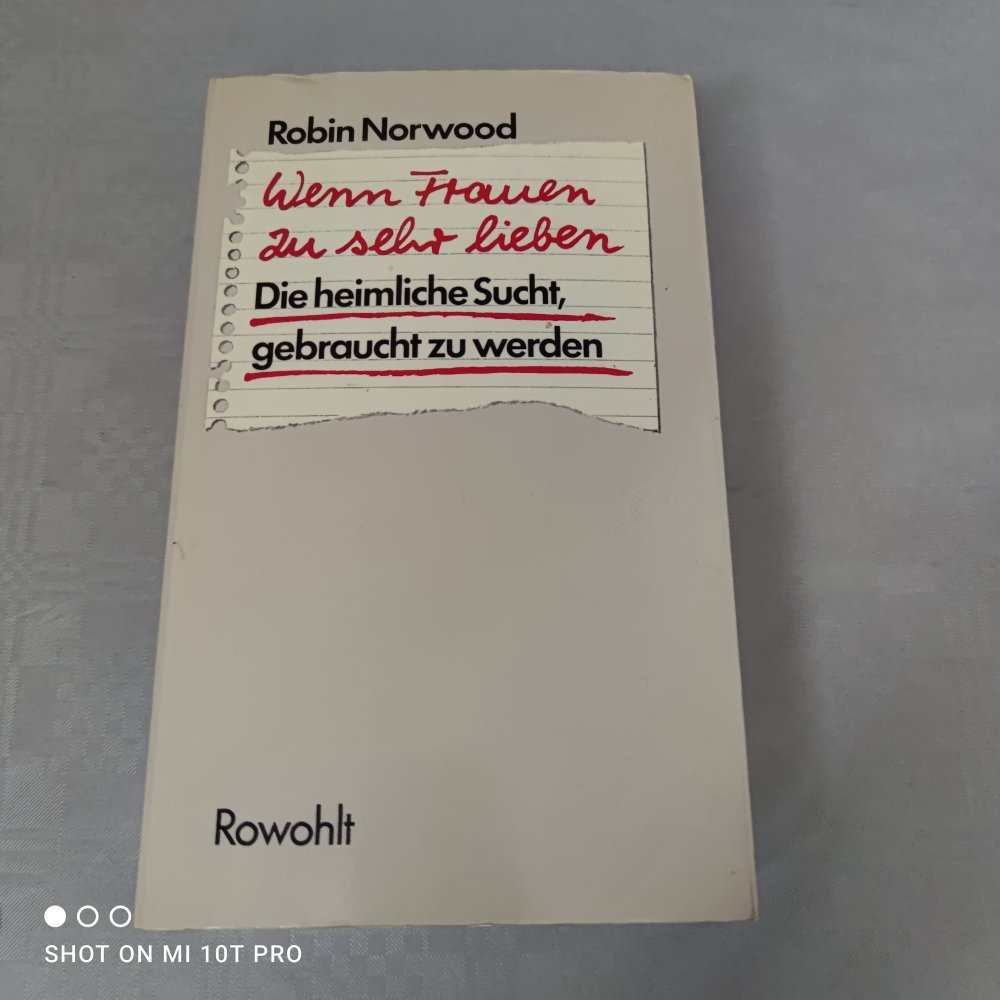 Robin Norwood
Wenn Frauen
zu sehr lieben
Die heimliche Sucht,
gebraucht zu werden
Rowohlt
SHOT ON MI 10T PRO